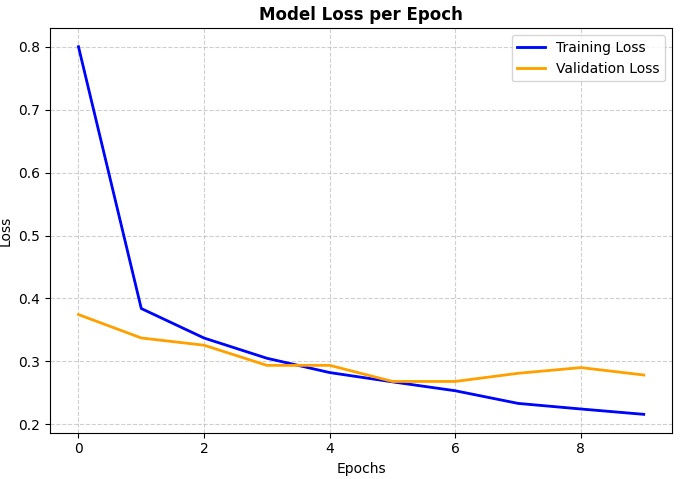 Model Loss per Epoch
Training Loss
Validation Loss
0.8
0.7
0.6
0.5
0.4
0.3
0.2
Loss
0 2 4 6 8
Epochs